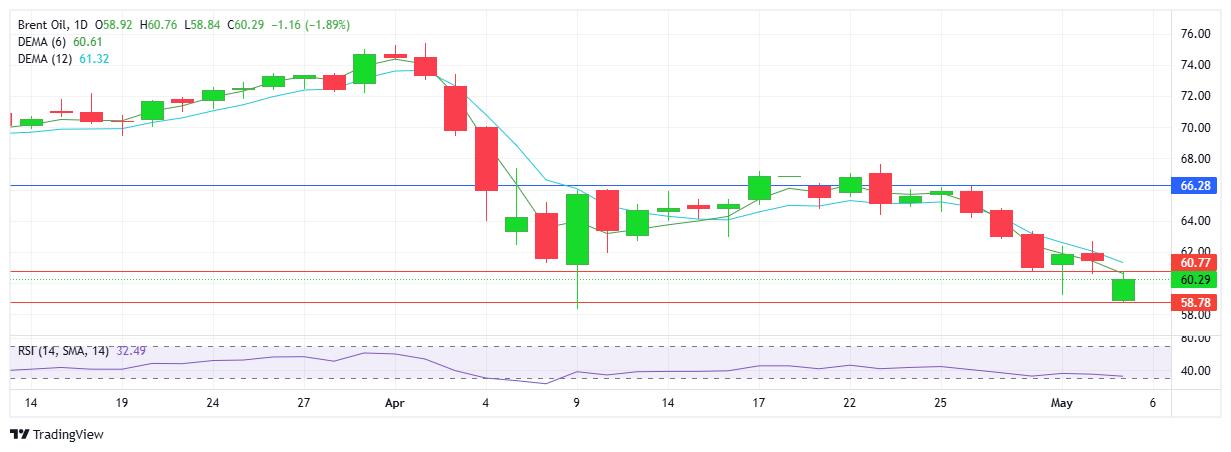 Brent Oil, 1D O58.92 H60.76 L58.84 C60.29 −1.16 (−1.89%)
DEMA (6) 60.61
DEMA (12) 61.32
76.00
74.00
72.00
70.00
68.00
66.28
64.00
62.00
60.77
60.29
58.78
58.00
RSI (14, SMA, 14) 32.49
80.00
40.00
14 19 24 27 Apr 4 9 14 17 22 25 May 6
TradingView